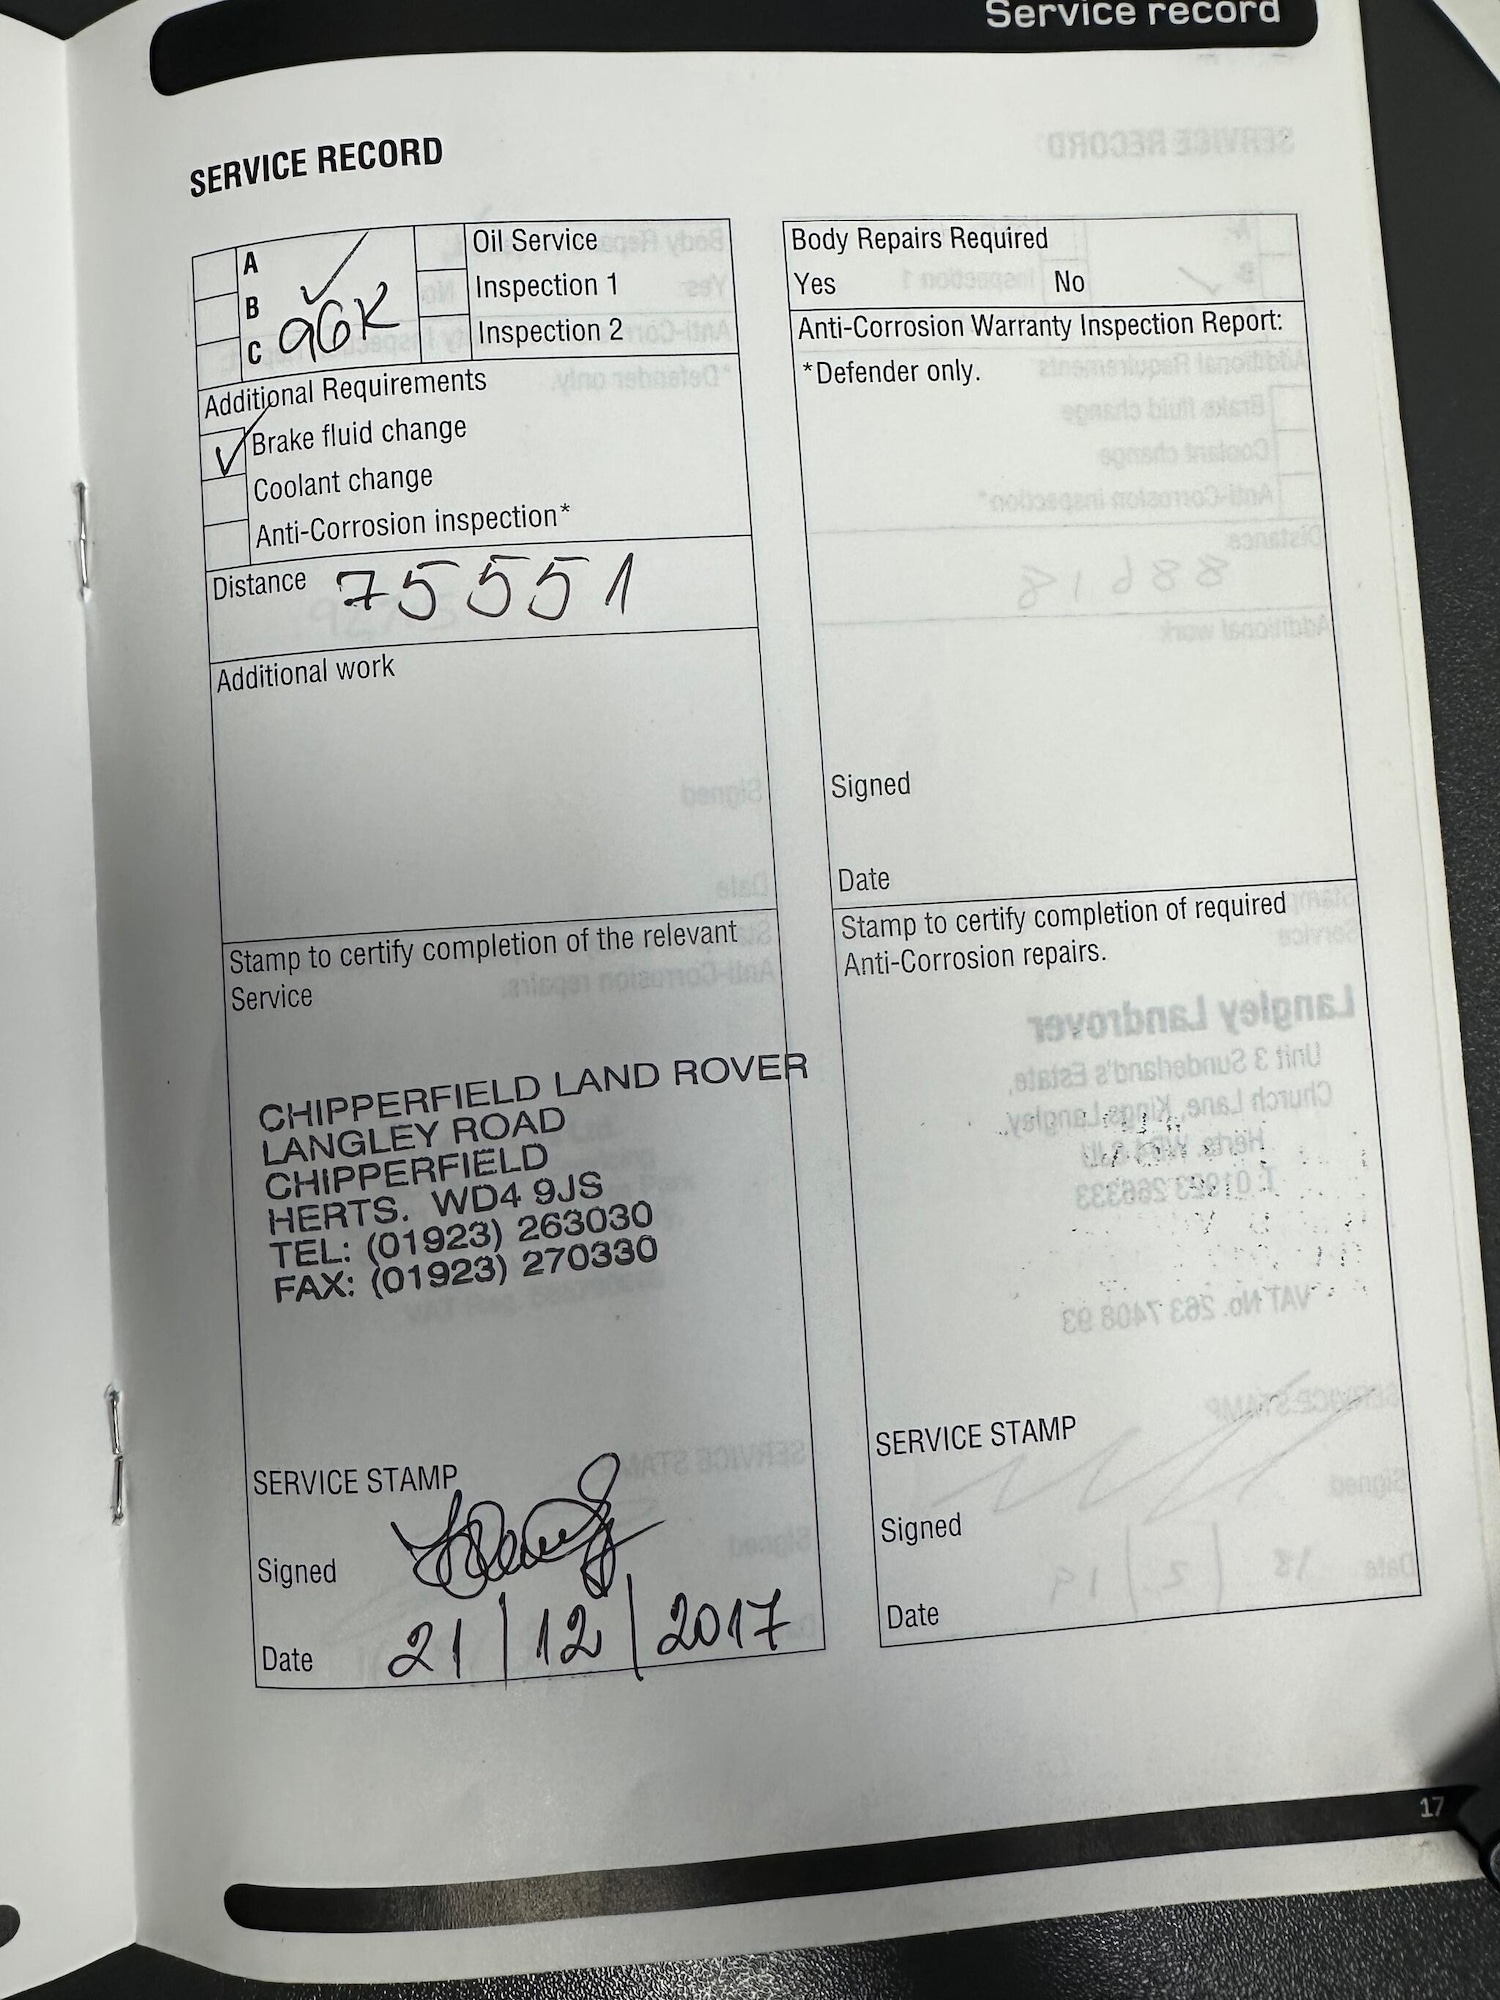 Service record
SERVICE RECORD
A
B
C
96K
Oil Service
Inspection 1
Inspection 2
Additional Requirements
Brake fluid change
Coolant change
Anti-Corrosion inspection*
Distance 75551
Additional work
Stamp to certify completion of the relevant
Service
CHIPPERFIELD LAND ROVER
LANGLEY ROAD
CHIPPERFIELD
HERTS. WD4 9JS
TEL: (01923) 263030
FAX: (01923) 270330
SERVICE STAMP
Signed
Date 21/12/2017
Body Repairs Required
Yes No
Anti-Corrosion Warranty Inspection Report:
*Defender only.
Signed
Date
Stamp to certify completion of required
Anti-Corrosion repairs.
SERVICE STAMP
Signed
Date
17